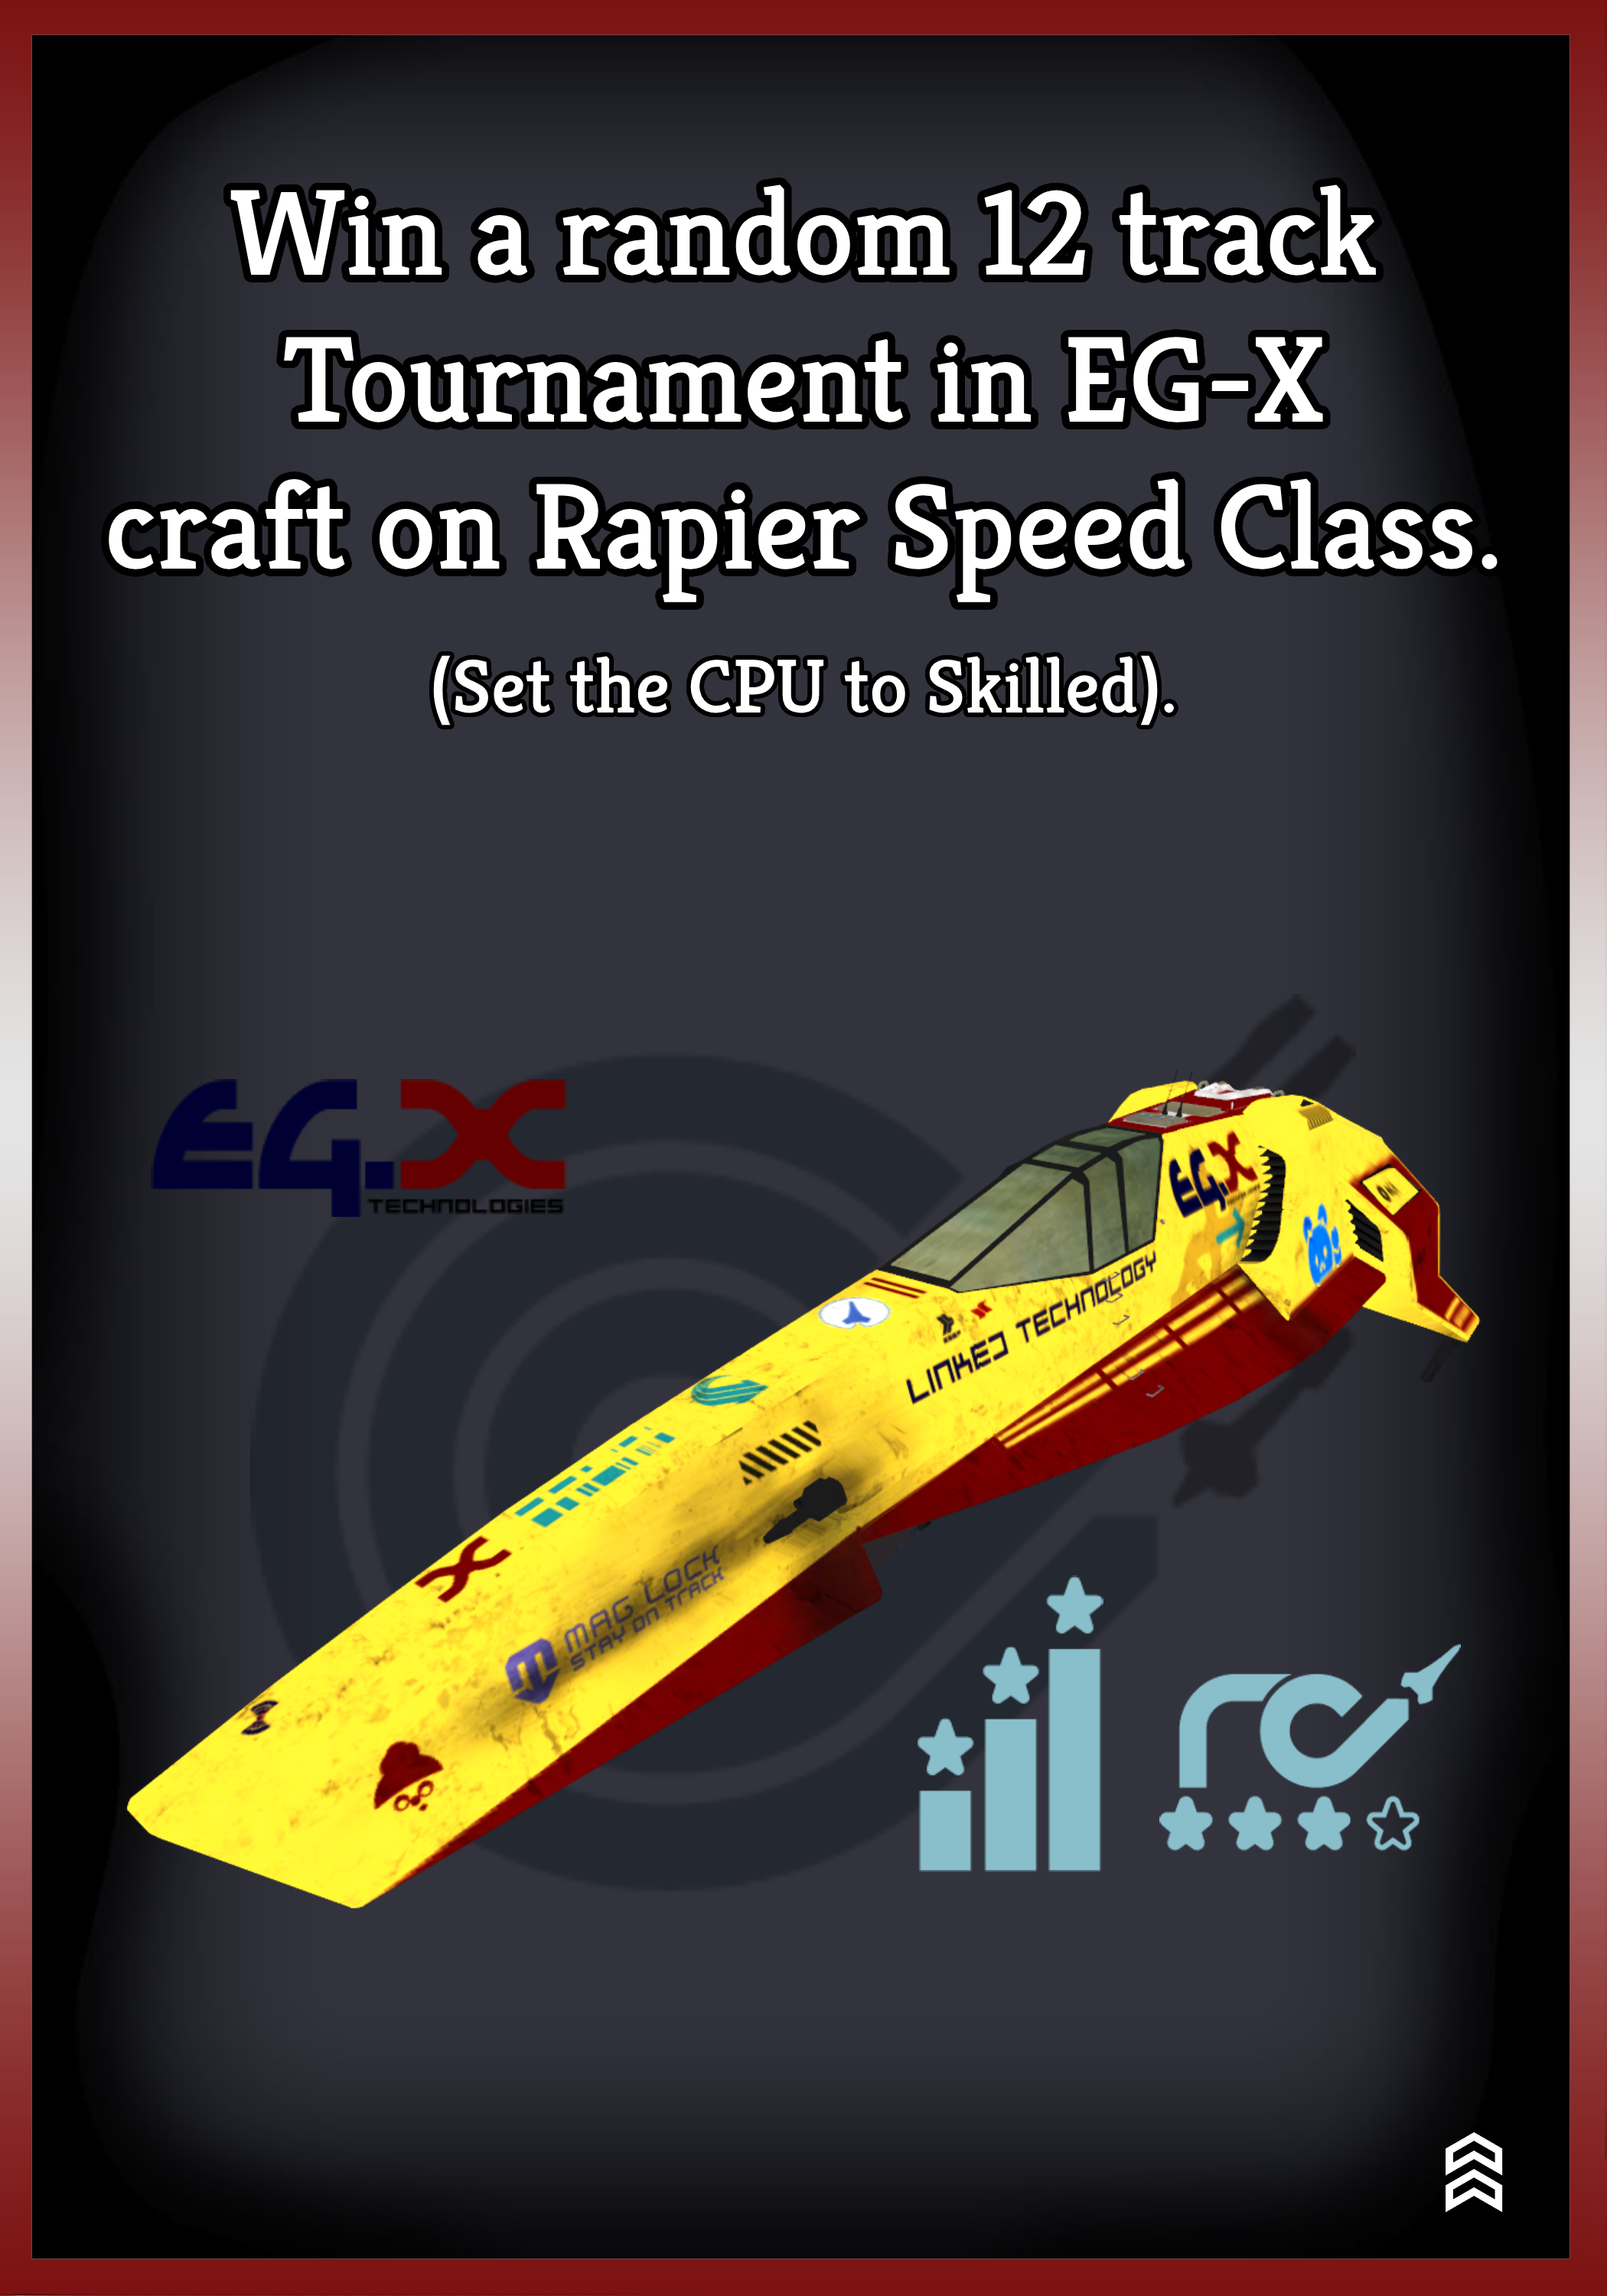 Win a random 12 track
Tournament in EG-X
craft on Rapier Speed Class.
(Set the CPU to Skilled).
EG.X
TECHNOLOGIES
EG.X
LINKED TECHNOLOGY
MAG LOCK
STAY ON TRACK
rc